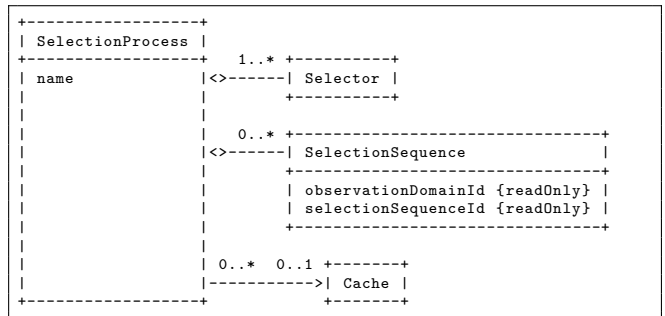 +-------------------+
| SelectionProcess |
+-------------------+ 1..* +----------+
| name |<>------| Selector |
| | +----------+
| |
| | 0..* +--------------------------------+
| |<>------| SelectionSequence |
| | +--------------------------------+
| | | observationDomainId {readOnly} |
| | | selectionSequenceId {readOnly} |
| | +--------------------------------+
| |
| | 0..* 0..1 +-------+
| |------------>| Cache |
+-------------------+ +-------+